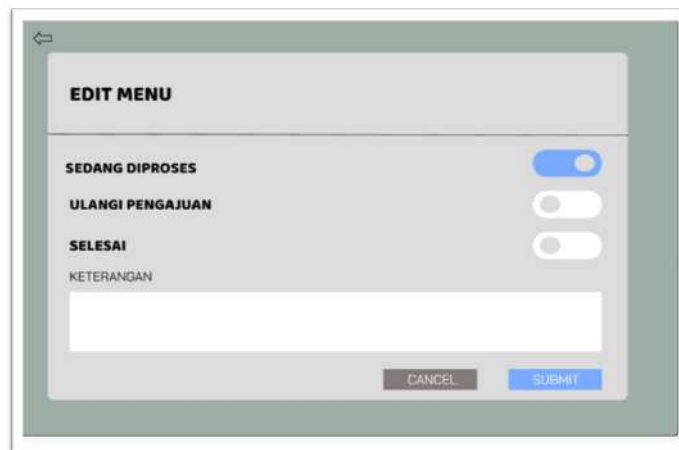 EDIT MENU
SEDANG DIPROSES
ULANGI PENGAJUAN
SELESAI
KETERANGAN
CANCEL
SUBMIT